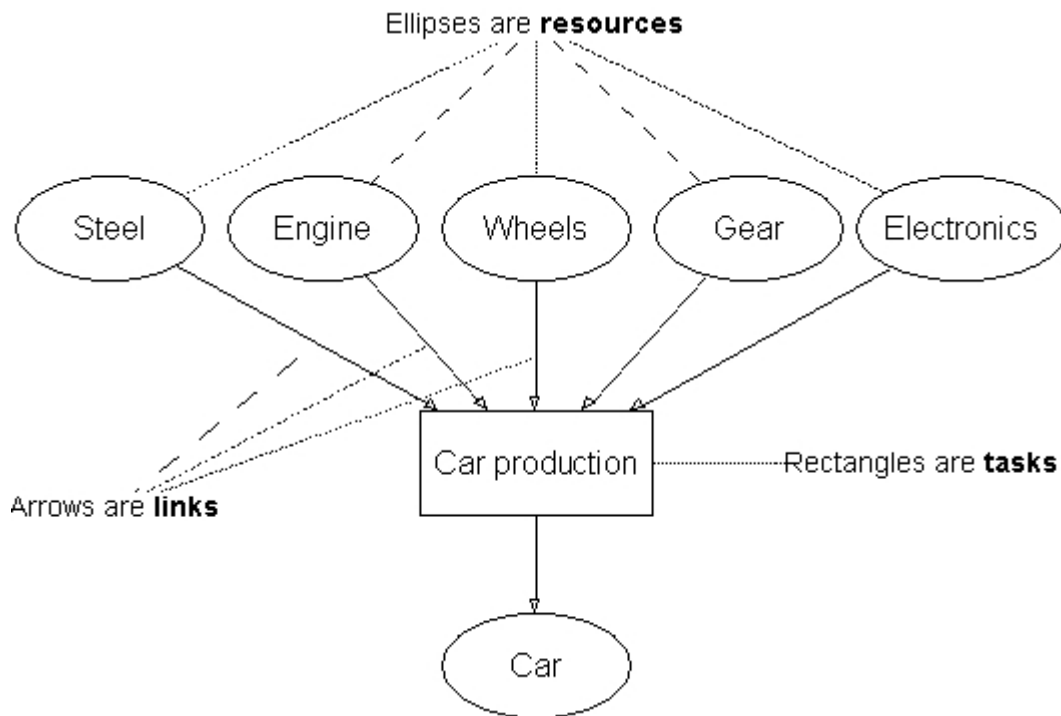 Ellipses are resources
Steel
Engine
Wheels
Gear
Electronics
Car production
Rectangles are tasks
Arrows are links
Car